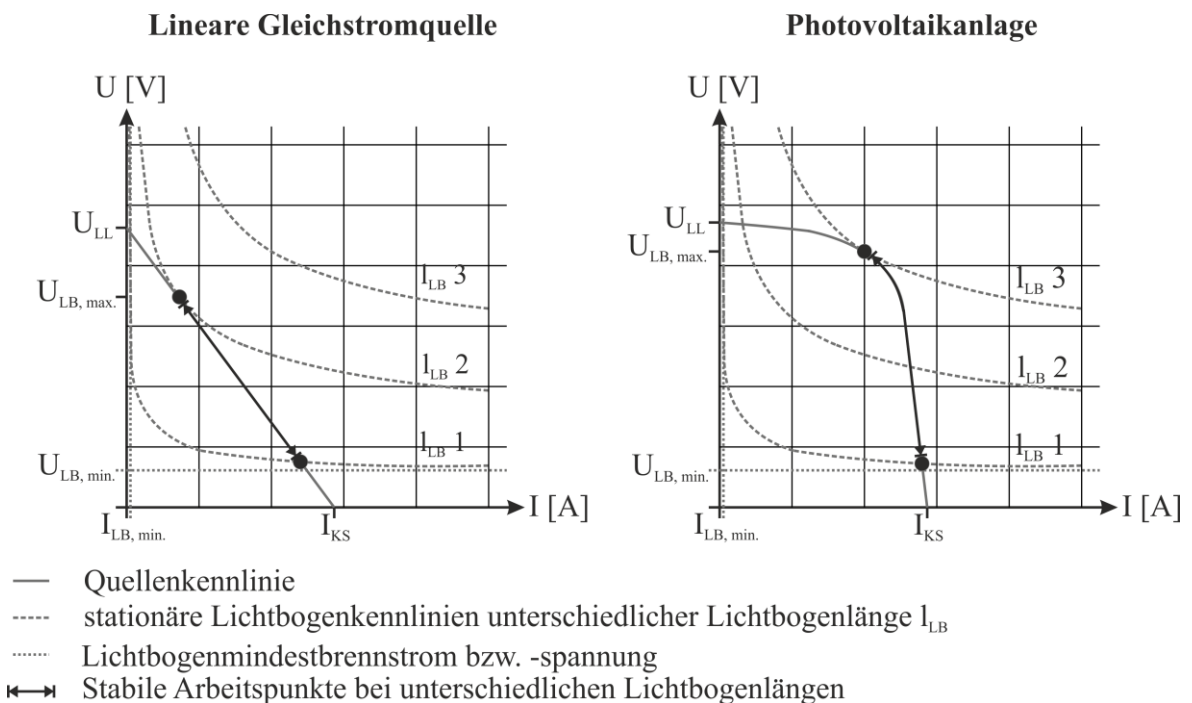 Lineare Gleichstromquelle
U [V]
U_LL
U_LB, max.
U_LB, min.
l_LB 3
l_LB 2
l_LB 1
I_LB, min.
I_KS
I [A]
Photovoltaikanlage
U [V]
U_LL
U_LB, max.
U_LB, min.
l_LB 3
l_LB 2
l_LB 1
I_LB, min.
I_KS
I [A]
Quellenkennlinie
stationäre Lichtbogenkennlinien unterschiedlicher Lichtbogenlänge l_LB
Lichtbogenmindestbrennstrom bzw. -spannung
Stabile Arbeitspunkte bei unterschiedlichen Lichtbogenlängen